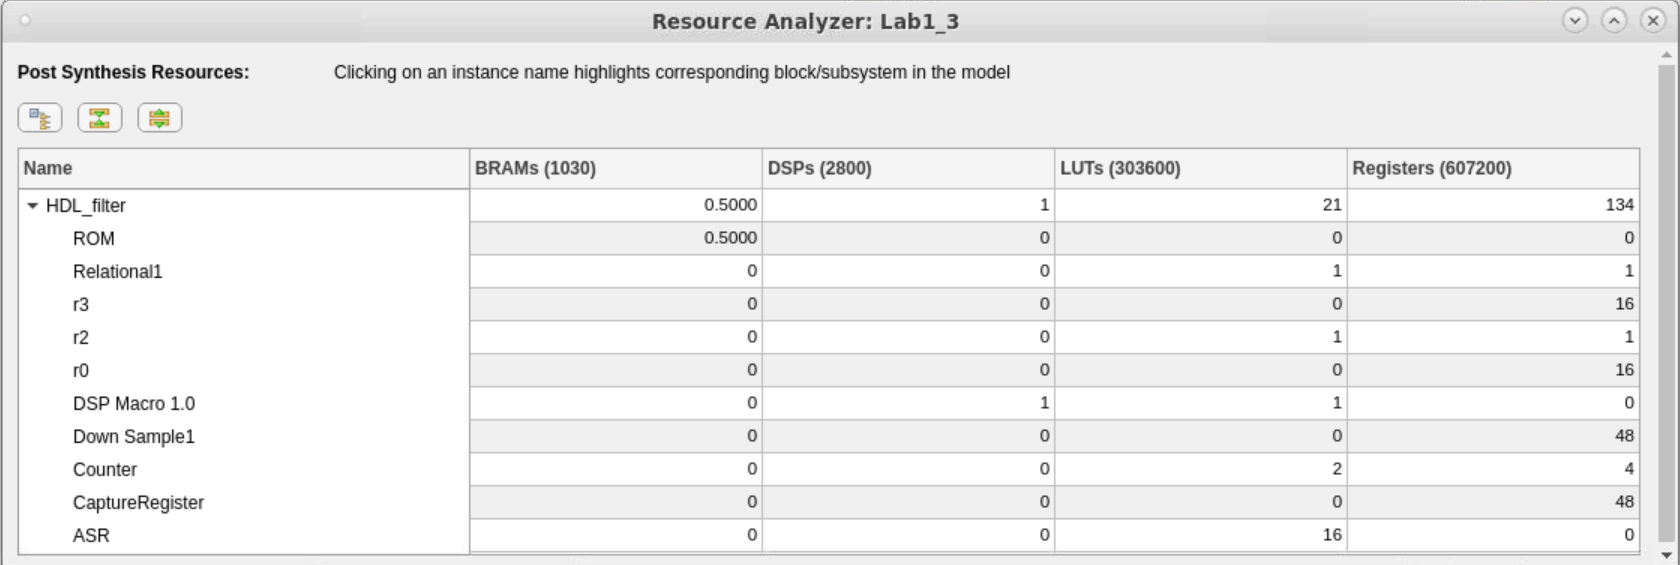 Resource Analyzer: Lab1_3
Post Synthesis Resources: Clicking on an instance name highlights corresponding block/subsystem in the model
Name BRAMs (1030) DSPs (2800) LUTs (303600) Registers (607200)
HDL_filter 0.5000 1 21 134
ROM 0.5000 0 0 0
Relational1 0 0 1 1
r3 0 0 0 16
r2 0 0 1 1
r0 0 0 0 16
DSP Macro 1.0 0 1 1 0
Down Sample1 0 0 0 48
Counter 0 0 2 4
CaptureRegister 0 0 0 48
ASR 0 0 16 0